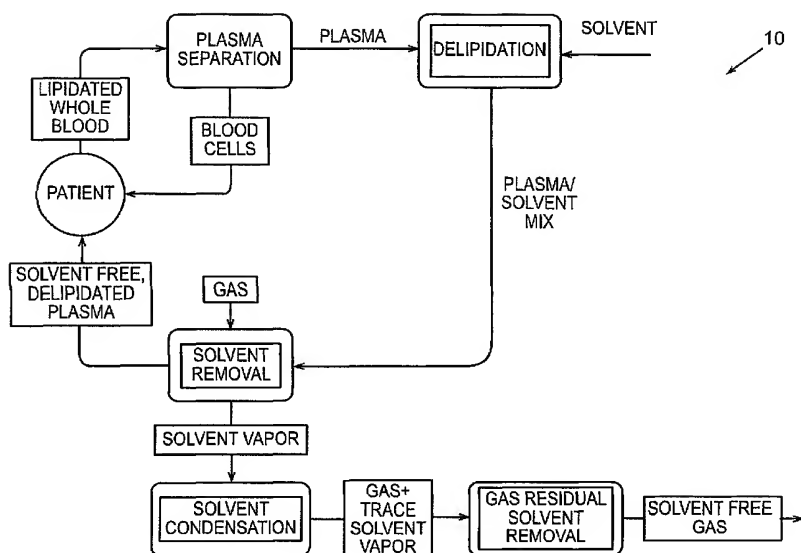 PLASMA
SEPARATION
PLASMA
DELIPIDATION
SOLVENT
10
LIPIDATED
WHOLE
BLOOD
BLOOD
CELLS
PATIENT
PLASMA/
SOLVENT
MIX
SOLVENT FREE,
DELIPIDATED
PLASMA
GAS
SOLVENT
REMOVAL
SOLVENT VAPOR
SOLVENT
CONDENSATION
GAS+
TRACE
SOLVENT
VAPOR
GAS RESIDUAL
SOLVENT
REMOVAL
SOLVENT FREE
GAS